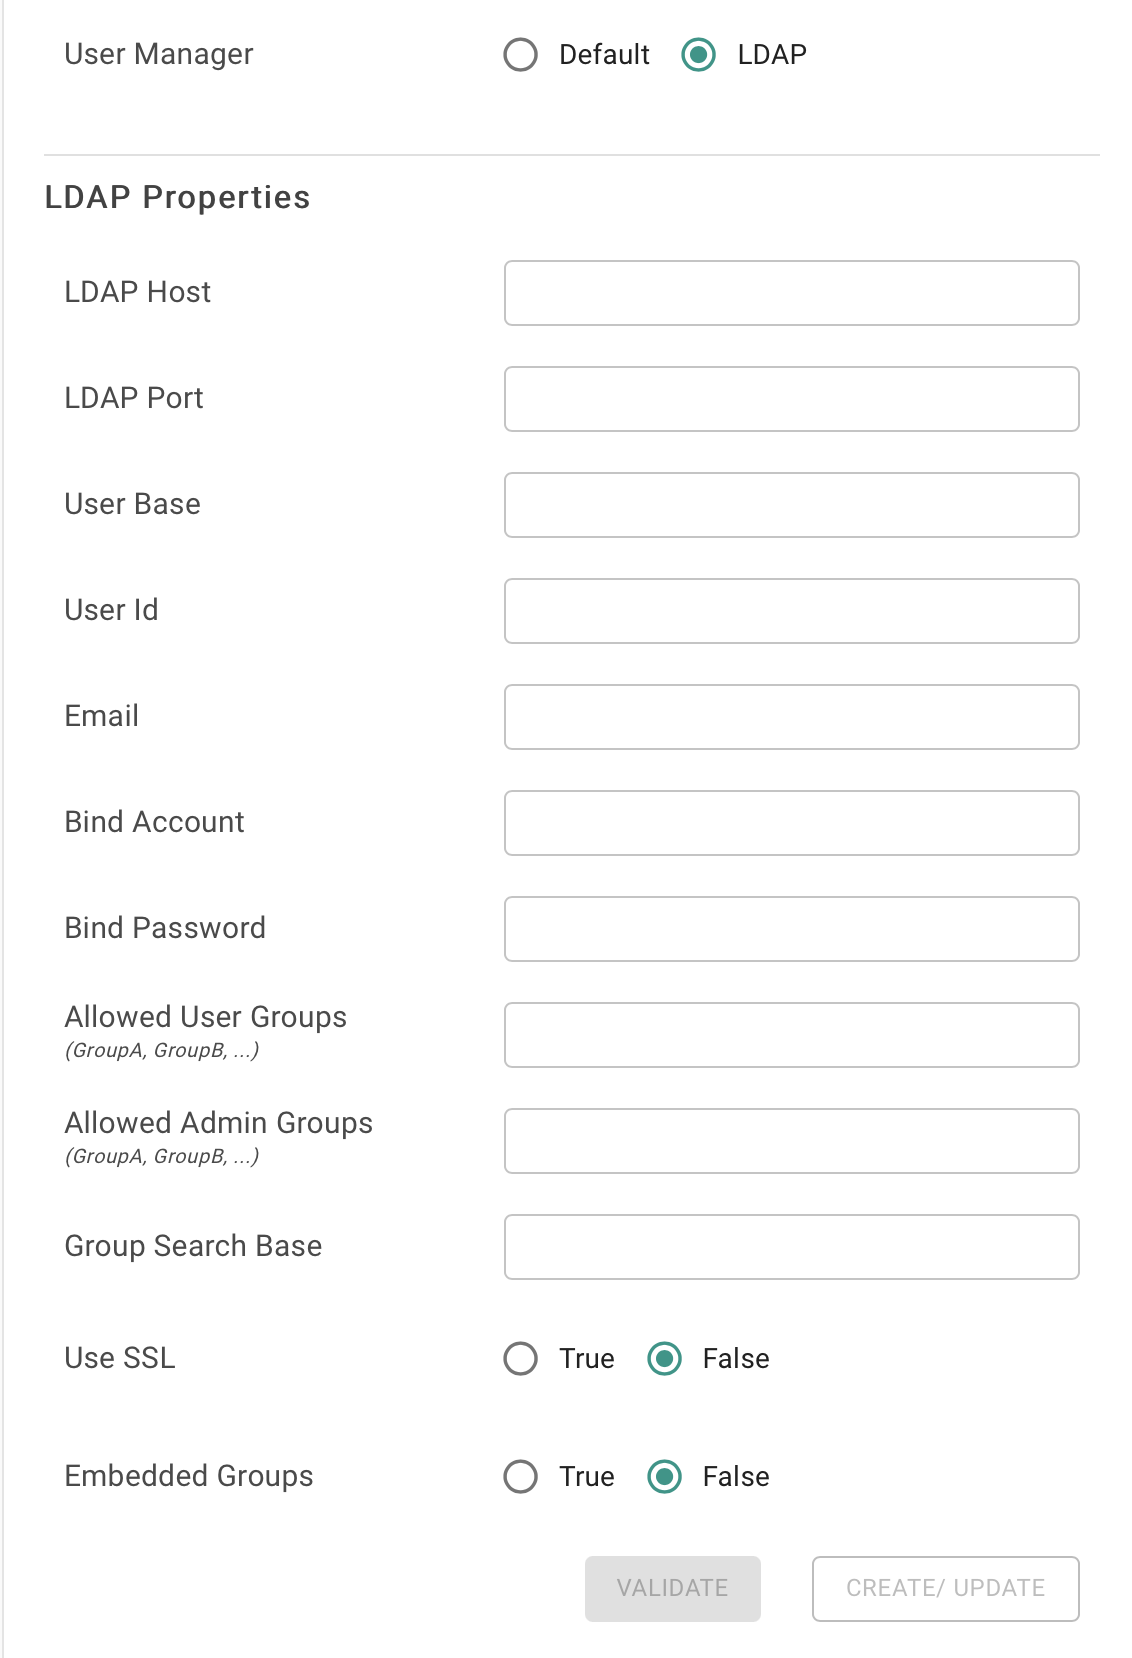 User Manager Default LDAP
LDAP Properties
LDAP Host
LDAP Port
User Base
User Id
Email
Bind Account
Bind Password
Allowed User Groups
(GroupA, GroupB, ...)
Allowed Admin Groups
(GroupA, GroupB, ...)
Group Search Base
Use SSL True False
Embedded Groups True False
VALIDATE CREATE/ UPDATE